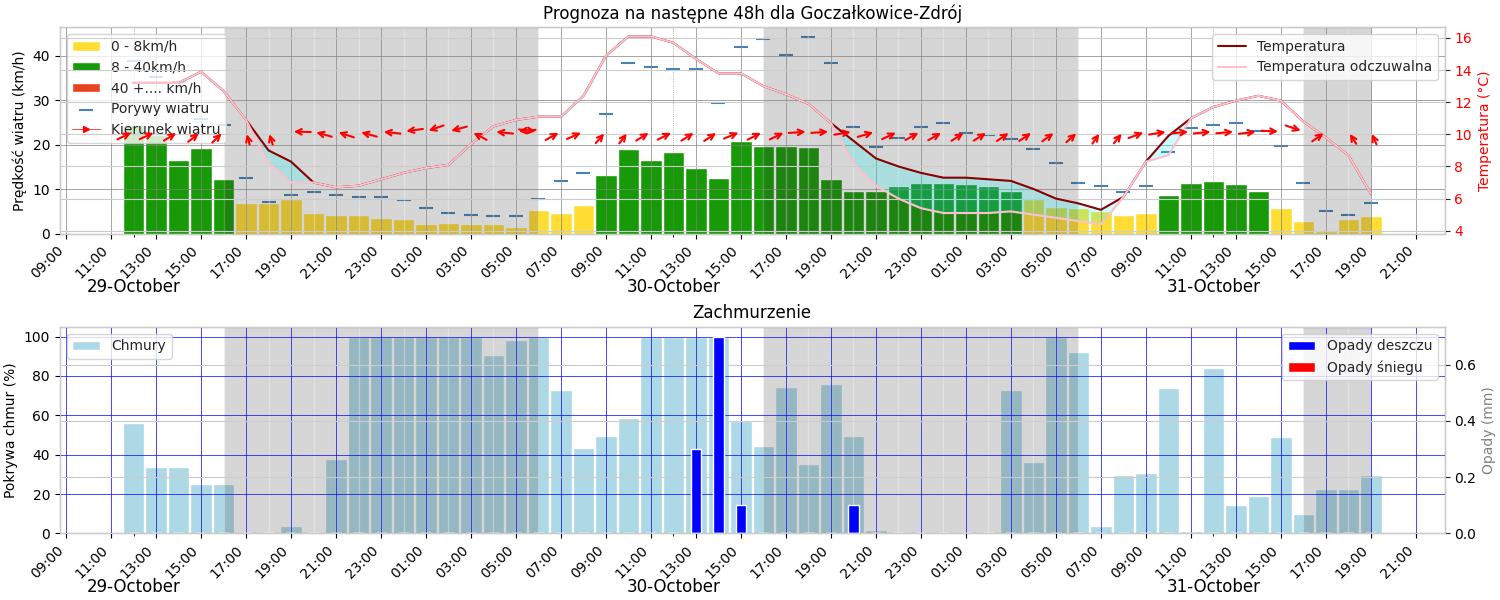 Prognoza na następne 48h dla Goczałkowice-Zdrój
Prędkość wiatru (km/h)
40
30
20
10
0
0 - 8km/h
8 - 40km/h
40 +.... km/h
Porywy wiatru
Kierunek wiatru
Temperatura
Temperatura odczuwalna
16
14
12
10
8
6
4
Temperatura (°C)
09:00 11:00 13:00 15:00 17:00 19:00 21:00 23:00 01:00 03:00 05:00 07:00 09:00 11:00 13:00 15:00 17:00 19:00 21:00 23:00 01:00 03:00 05:00 07:00 09:00 11:00 13:00 15:00 17:00 19:00 21:00
29-October 30-October 31-October
Zachmurzenie
Pokrywa chmur (%)
100
80
60
40
20
0
Chmury
Opady deszczu
Opady śniegu
0.6
0.4
0.2
0.0
Opady (mm)
09:00 11:00 13:00 15:00 17:00 19:00 21:00 23:00 01:00 03:00 05:00 07:00 09:00 11:00 13:00 15:00 17:00 19:00 21:00 23:00 01:00 03:00 05:00 07:00 09:00 11:00 13:00 15:00 17:00 19:00 21:00
29-October 30-October 31-October